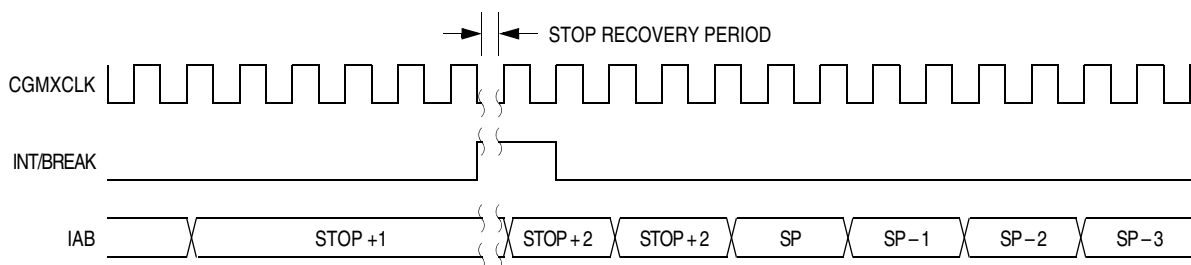 STOP RECOVERY PERIOD
CGMXCLK
INT/BREAK
IAB STOP +1 STOP + 2 STOP + 2 SP SP – 1 SP – 2 SP – 3